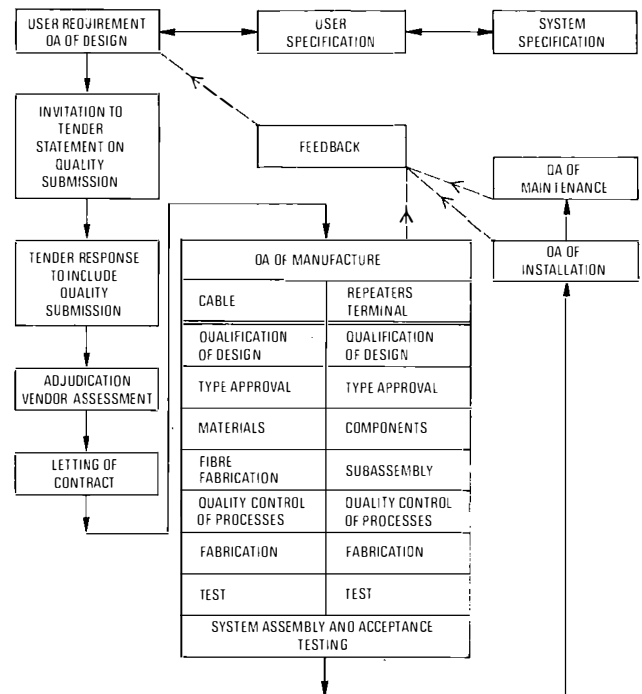 USER REQUIREMENT
QA OF DESIGN
USER
SPECIFICATION
SYSTEM
SPECIFICATION
INVITATION TO
TENDER
STATEMENT ON
QUALITY
SUBMISSION
FEEDBACK
QA OF
MAINTENANCE
TENDER RESPONSE
TO INCLUDE
QUALITY
SUBMISSION
QA OF MANUFACTURE
QA OF
INSTALLATION
CABLE
REPEATERS
TERMINAL
QUALIFICATION
OF DESIGN
QUALIFICATION
OF DESIGN
ADJUDICATION
VENDOR ASSESSMENT
TYPE APPROVAL
TYPE APPROVAL
MATERIALS
COMPONENTS
LETTING OF
CONTRACT
FIBRE
FABRICATION
SUBASSEMBLY
QUALITY CONTROL
OF PROCESSES
QUALITY CONTROL
OF PROCESSES
FABRICATION
FABRICATION
TEST
TEST
SYSTEM ASSEMBLY AND ACCEPTANCE
TESTING